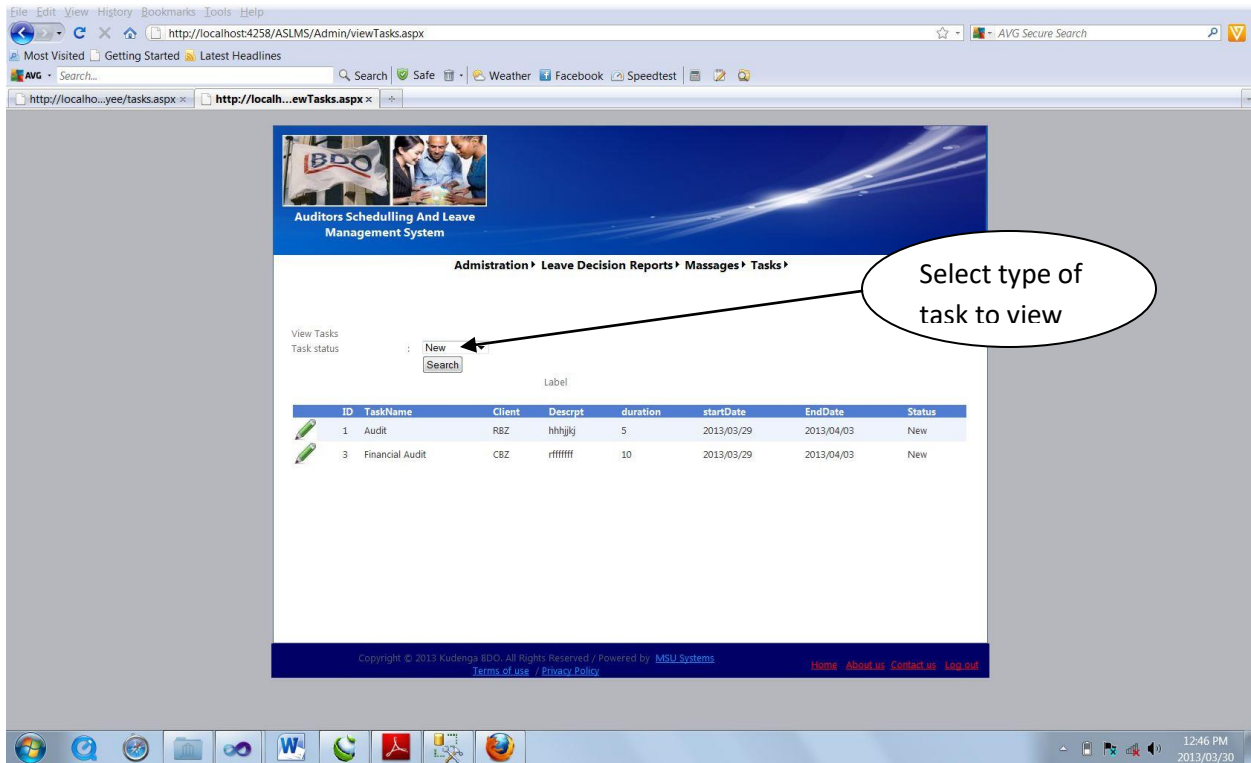 File Edit View History Bookmarks Tools Help
http://localhost:4258/ASLMS/Admin/viewTasks.aspx
AVG Secure Search
Most Visited Getting Started Latest Headlines
AVG Search... Search Safe Weather Facebook Speedtest
http://localho...yee/tasks.aspx × http://localh...ewTasks.aspx ×
BDO
Auditors Schedulling And Leave
Management System
Admistration Leave Decision Reports Massages Tasks
Select type of
task to view
View Tasks
Task status : New
Search
Label
ID TaskName Client Descrpt duration startDate EndDate Status
1 Audit RBZ hhhjjkj 5 2013/03/29 2013/04/03 New
3 Financial Audit CBZ rfffffff 10 2013/03/29 2013/04/03 New
Copyright © 2013 Kudenga BDO. All Rights Reserved / Powered by MSU Systems
Terms of use / Privacy Policy
Home About us Contact us Log out
12:46 PM
2013/03/30